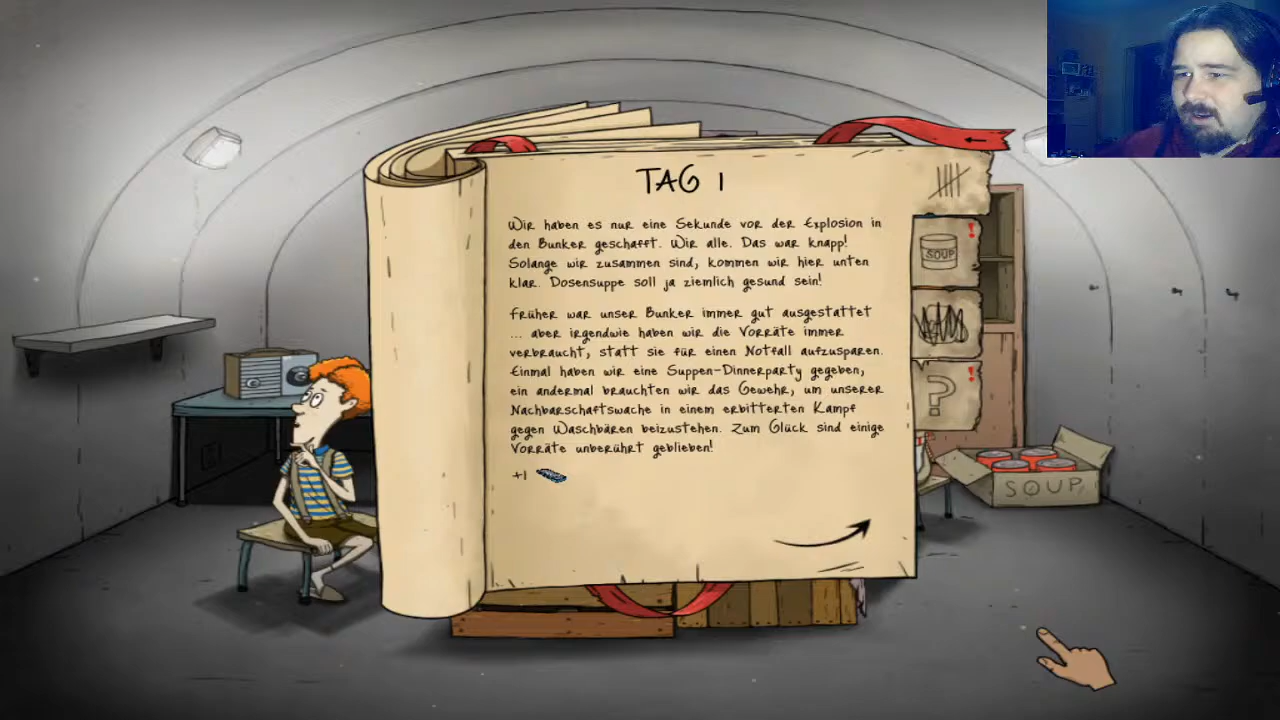 TAG 1
Wir haben es nur eine Sekunde vor der Explosion in
den Bunker geschafft. Wir alle. Das war knapp!
Solange wir zusammen sind, kommen wir hier unten
klar. Dosensuppe soll ja ziemlich gesund sein!
Früher war unser Bunker immer gut ausgestattet
... aber irgendwie haben wir die Vorräte immer
verbraucht, statt sie für einen Notfall aufzusparen.
Einmal haben wir eine Suppen-Dinnerparty gegeben,
ein andermal brauchten wir das Gewehr, um unserer
Nachbarschaftswache in einem erbitterten Kampf
gegen Waschbären beizustehen. Zum Glück sind einige
Vorräte unberührt geblieben!
+1
SOUP
!
?
!
SOUP